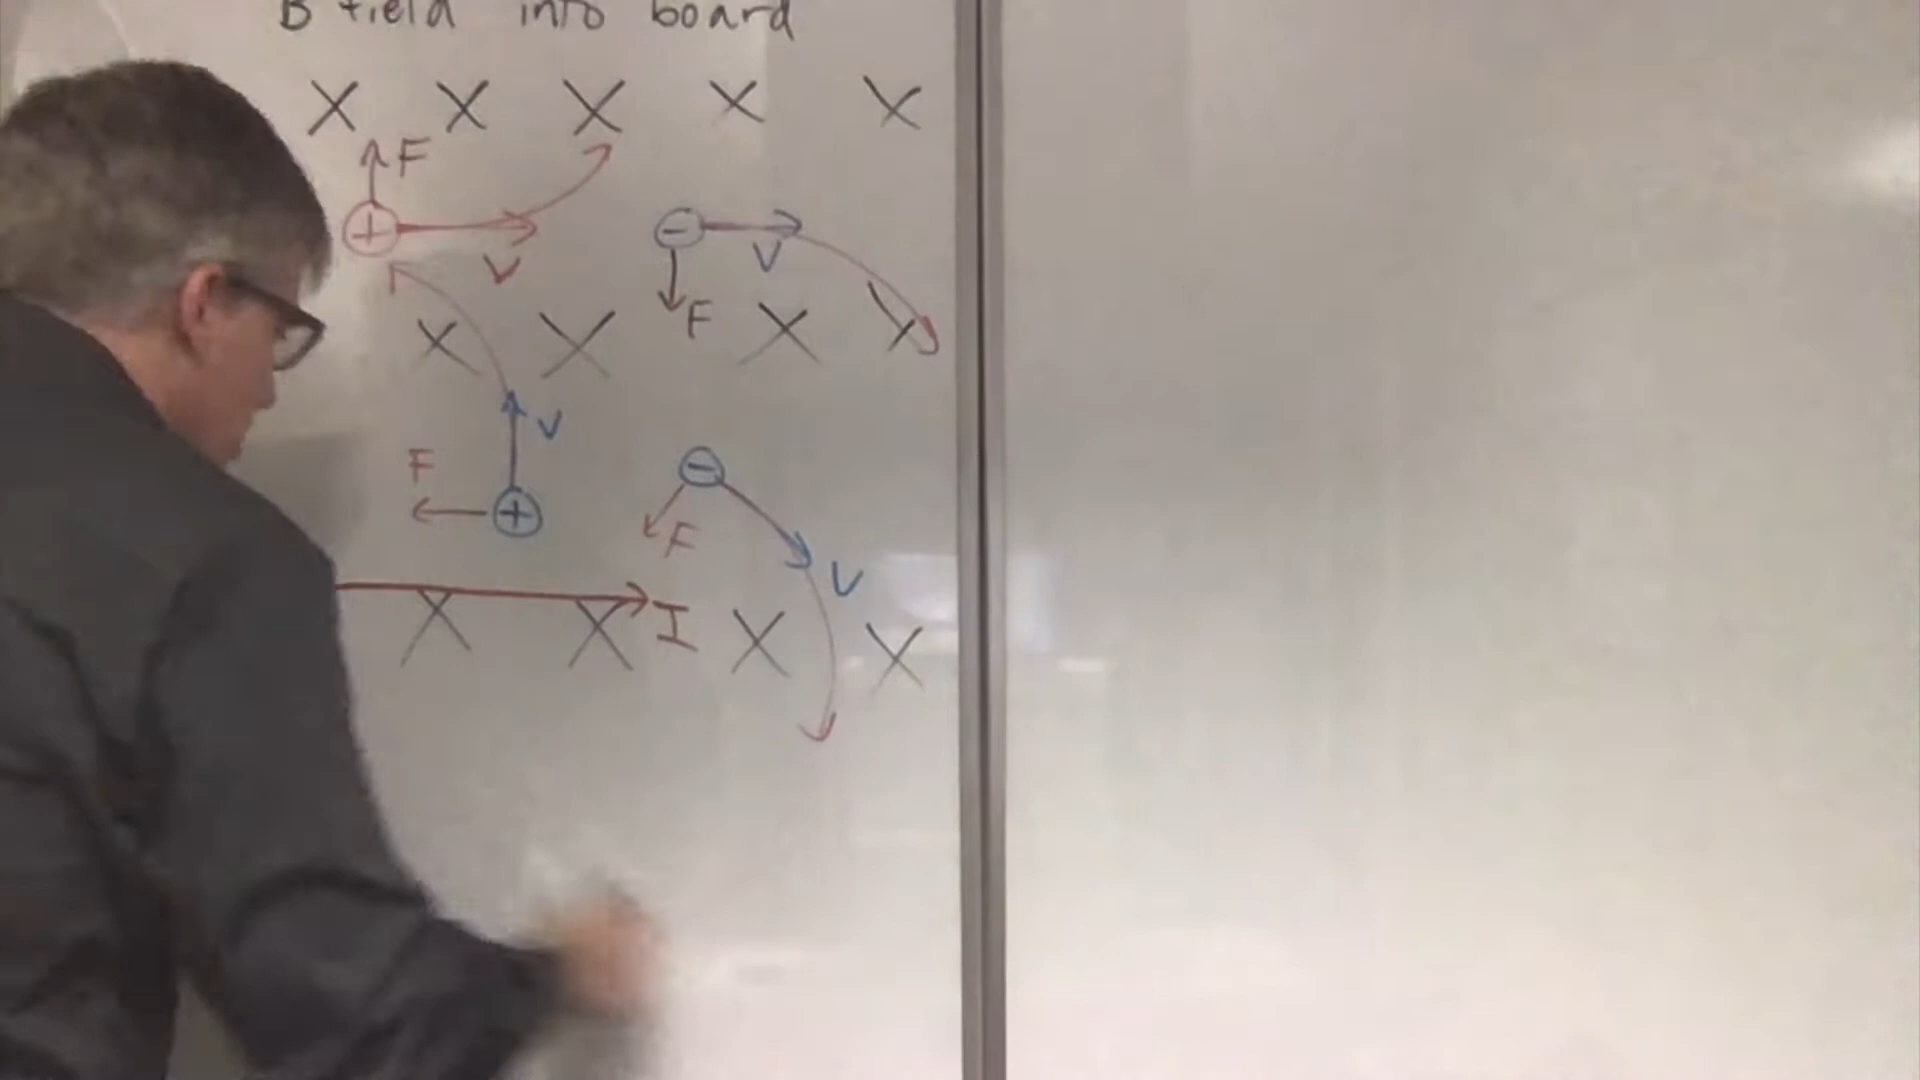 B field into board
X X X X X
F
+ V
- V
F
X X X X
V
F
+
-
F
V
I
X X X X